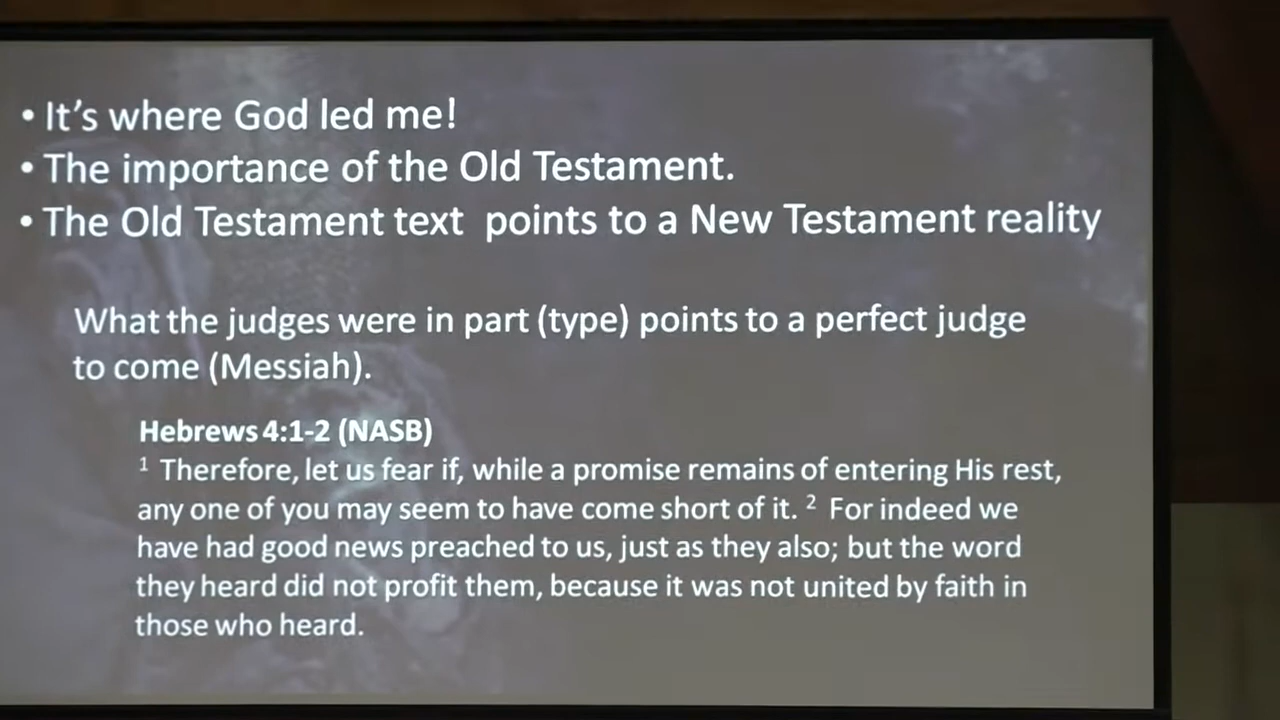 • It's where God led me!
• The importance of the Old Testament.
• The Old Testament text  points to a New Testament reality
What the judges were in part (type) points to a perfect judge
to come (Messiah).
Hebrews 4:1-2 (NASB)
1 Therefore, let us fear if, while a promise remains of entering His rest,
any one of you may seem to have come short of it. 2 For indeed we
have had good news preached to us, just as they also; but the word
they heard did not profit them, because it was not united by faith in
those who heard.